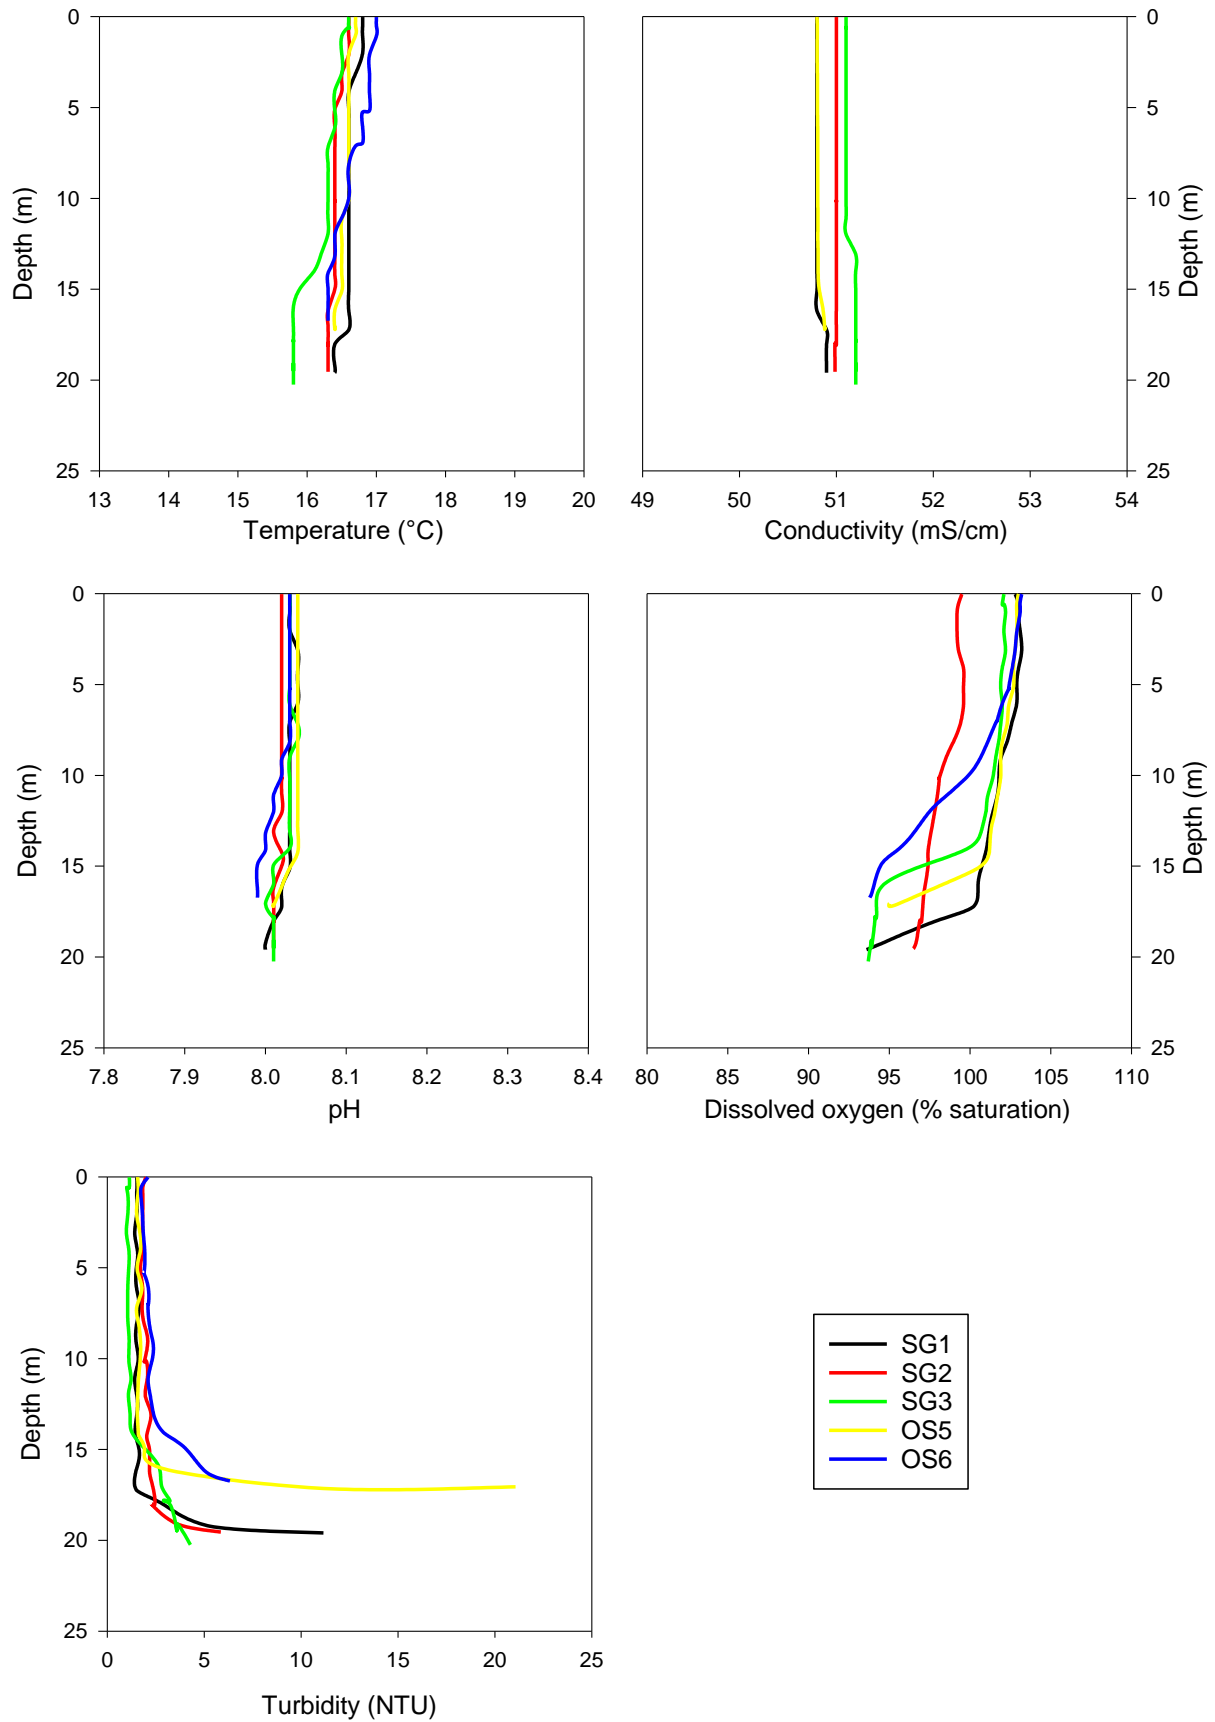 0
5
10
15
20
25
Depth (m)
13 14 15 16 17 18 19 20
Temperature (°C)
0
5
10
15
20
25
Depth (m)
49 50 51 52 53 54
Conductivity (mS/cm)
0
5
10
15
20
25
Depth (m)
7.8 7.9 8.0 8.1 8.2 8.3 8.4
pH
0
5
10
15
20
25
Depth (m)
80 85 90 95 100 105 110
Dissolved oxygen (% saturation)
0
5
10
15
20
25
Depth (m)
0 5 10 15 20 25
Turbidity (NTU)
SG1
SG2
SG3
OS5
OS6